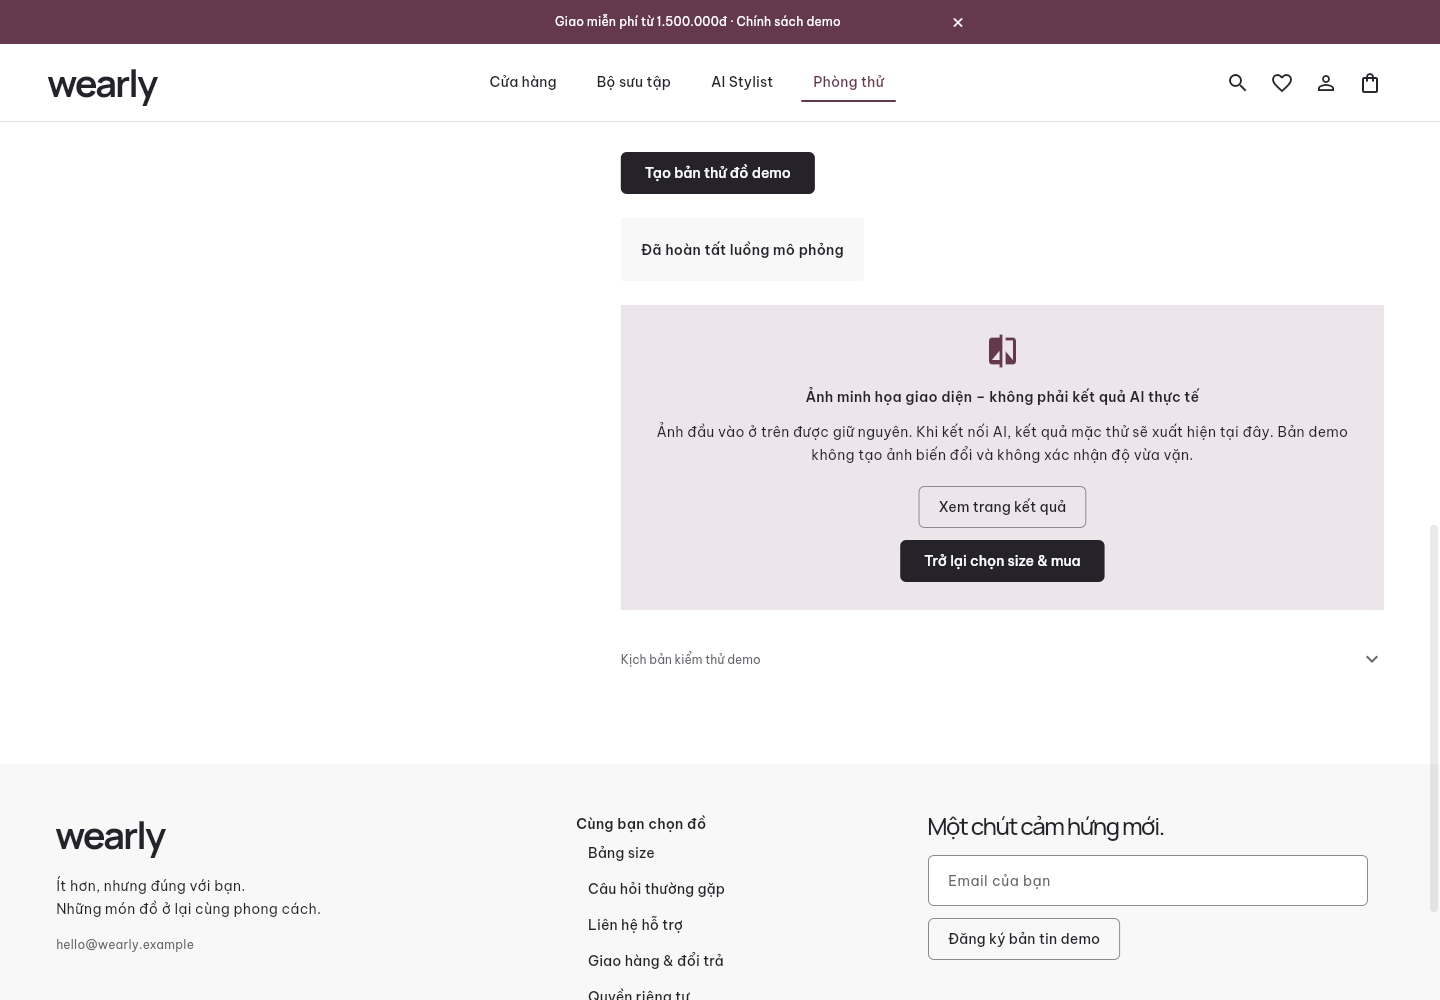 Giao miễn phí từ 1.500.000đ · Chính sách demo
wearly
Cửa hàng
Bộ sưu tập
AI Stylist
Phòng thử
Tạo bản thử đồ demo
Đã hoàn tất luồng mô phỏng
Ảnh minh họa giao diện – không phải kết quả AI thực tế
Ảnh đầu vào ở trên được giữ nguyên. Khi kết nối AI, kết quả mặc thử sẽ xuất hiện tại đây. Bản demo
không tạo ảnh biến đổi và không xác nhận độ vừa vặn.
Xem trang kết quả
Trở lại chọn size & mua
Kịch bản kiểm thử demo
wearly
Ít hơn, nhưng đúng với bạn.
Những món đồ ở lại cùng phong cách.
hello@wearly.example
Cùng bạn chọn đồ
Bảng size
Câu hỏi thường gặp
Liên hệ hỗ trợ
Giao hàng & đổi trả
Quyền riêng tư
Một chút cảm hứng mới.
Email của bạn
Đăng ký bản tin demo